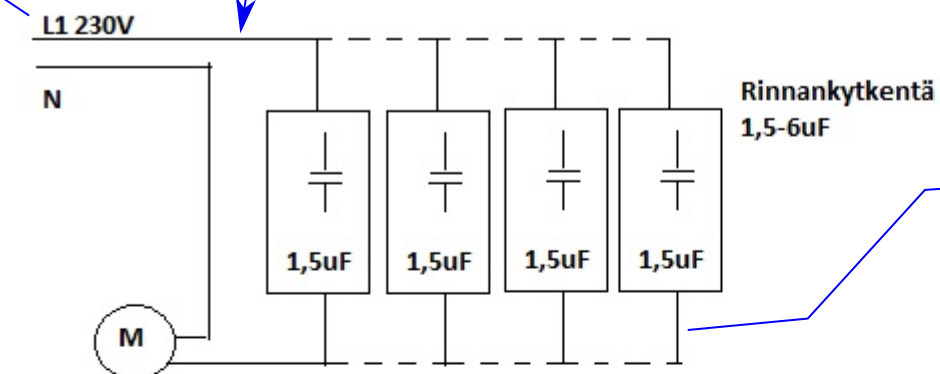 L1 230V
N
Rinnankytkentä
1,5-6uF
1,5uF
1,5uF
1,5uF
1,5uF
M